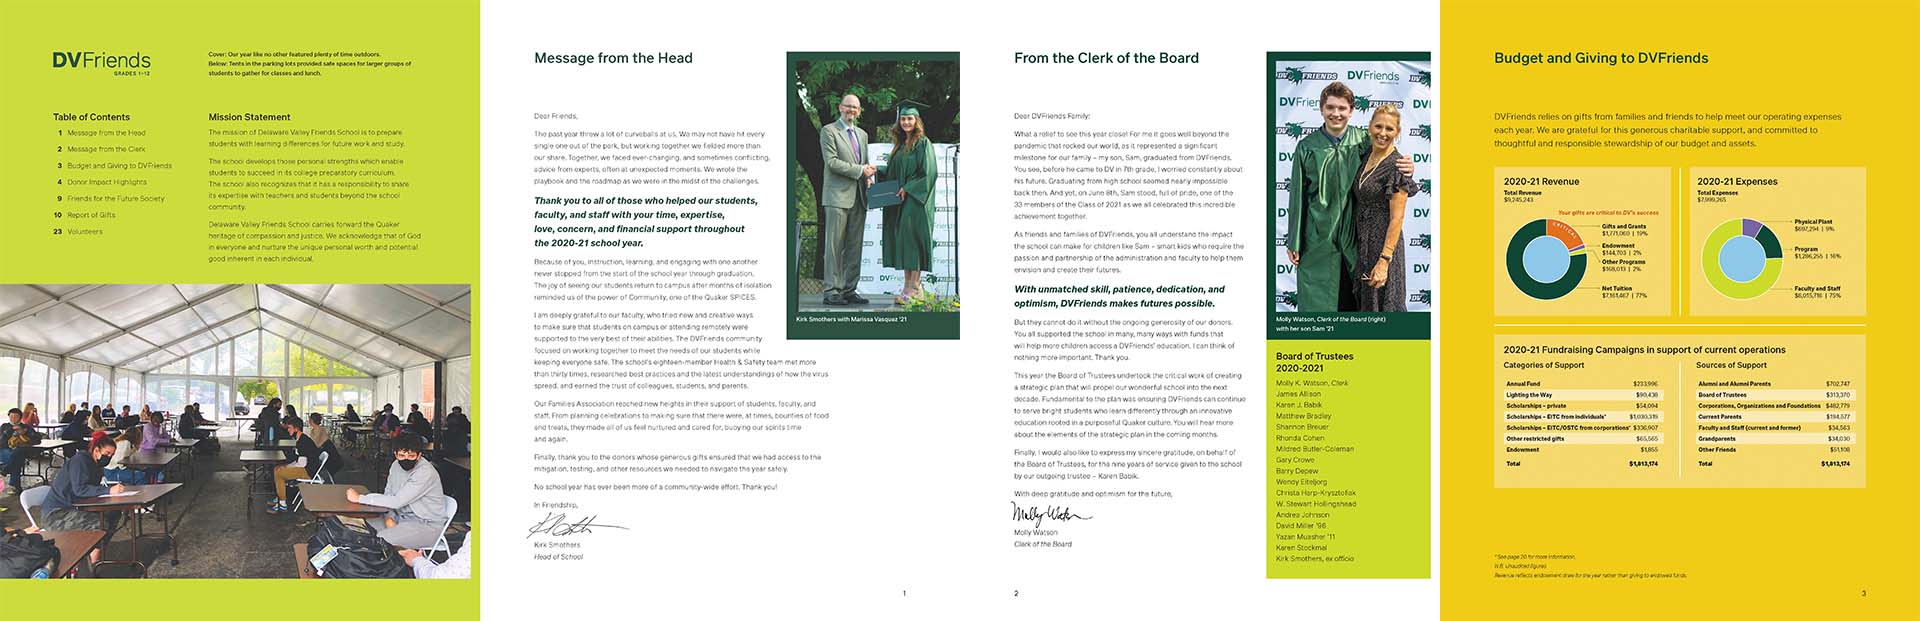 DVFriends
GRADES 1–12
Cover: Our year like no other featured plenty of time outdoors.
Below: Tents in the parking lots provided safe spaces for larger groups of
students to gather for classes and lunch.
Table of Contents
1 Message from the Head
2 Message from the Clerk
3 Budget and Giving to DVFriends
4 Donor Impact Highlights
9 Friends for the Future Society
10 Report of Gifts
23 Volunteers
Mission Statement
The mission of Delaware Valley Friends School is to prepare
students with learning differences for future work and study.
The school develops those personal strengths which enable
students to succeed in its college preparatory curriculum.
The school also recognizes that it has a responsibility to share
its expertise with teachers and students beyond the school
community.
Delaware Valley Friends School carries forward the Quaker
heritage of compassion and justice. We acknowledge that of God
in everyone and nurture the unique personal worth and potential
good inherent in each individual.
Message from the Head
Dear Friends,
The past year threw a lot of curveballs at us. We may not have hit every
single one out of the park, but working together we fielded more than
our share. Together, we faced ever-changing, and sometimes conflicting,
advice from experts, often at unexpected moments. We wrote the
playbook and the roadmap as we were in the midst of the challenges.
Thank you to all of those who helped our students,
faculty, and staff with your time, expertise,
love, concern, and financial support throughout
the 2020-21 school year.
Because of you, instruction, learning, and engaging with one another
never stopped from the start of the school year through graduation.
The joy of seeing our students return to campus after months of isolation
reminded us of the power of Community, one of the Quaker SPICES.
I am deeply grateful to our faculty, who tried new and creative ways
to make sure that students on campus or attending remotely were
supported to the very best of their abilities. The DVFriends community
focused on working together to meet the needs of our students while
keeping everyone safe. The school's eighteen-member Health & Safety team met more
than thirty times, researched best practices and the latest understandings of how the virus
spread, and earned the trust of colleagues, students, and parents.
Our Families Association reached new heights in their support of students, faculty, and
staff. From planning celebrations to making sure that there were, at times, bounties of food
and treats, they made all of us feel nurtured and cared for, buoying our spirits time
and again.
Finally, thank you to the donors whose generous gifts ensured that we had access to the
mitigation, testing, and other resources we needed to navigate the year safely.
No school year has ever been more of a community-wide effort. Thank you!
In Friendship,
Kirk Smothers
Head of School
Kirk Smothers with Marissa Vasquez '21
1
From the Clerk of the Board
Dear DVFriends Family:
What a relief to see this year close! For me it goes well beyond the
pandemic that rocked our world, as it represented a significant
milestone for our family – my son, Sam, graduated from DVFriends.
You see, before he came to DV in 7th grade, I worried constantly about
his future. Graduating from high school seemed nearly impossible
back then. And yet, on June 8th, Sam stood, full of pride, one of the
33 members of the Class of 2021 as we all celebrated this incredible
achievement together.
As friends and families of DVFriends, you all understand the impact
the school can make for children like Sam – smart kids who require the
passion and partnership of the administration and faculty to help them
envision and create their futures.
With unmatched skill, patience, dedication, and
optimism, DVFriends makes futures possible.
But they cannot do it without the ongoing generosity of our donors.
You all supported the school in many, many ways with funds that
will help more children access a DVFriends' education. I can think of
nothing more important. Thank you.
This year the Board of Trustees undertook the critical work of creating
a strategic plan that will propel our wonderful school into the next
decade. Fundamental to the plan was ensuring DVFriends can continue
to serve bright students who learn differently through an innovative
education rooted in a purposeful Quaker culture. You will hear more
about the elements of the strategic plan in the coming months.
Finally, I would also like to express my sincere gratitude, on behalf of
the Board of Trustees, for the nine years of service given to the school
by our outgoing trustee – Karen Babik.
With deep gratitude and optimism for the future,
Molly Watson
Molly Watson
Clerk of the Board
2
DV FRIENDS
DVFriends
Molly Watson, Clerk of the Board (right)
with her son Sam '21
Board of Trustees
2020-2021
Molly K. Watson, Clerk
James Allison
Karen J. Babik
Matthew Bradley
Shannon Breuer
Rhonda Cohen
Mildred Butler-Coleman
Gary Crowe
Barry Depew
Wendy Eiteljorg
Christa Harp-Krysztofiak
W. Stewart Hollingshead
Andrea Johnson
David Miller '96
Yazan Muasher '11
Karen Stockmal
Kirk Smothers, ex officio
Budget and Giving to DVFriends
DVFriends relies on gifts from families and friends to help meet our operating expenses
each year. We are grateful for this generous charitable support, and committed to
thoughtful and responsible stewardship of our budget and assets.
2020-21 Revenue
Total Revenue
$9,245,243
Your gifts are critical to DV's success
CRITICAL
Gifts and Grants
$1,771,060 | 19%
Endowment
$144,703 | 2%
Other Programs
$168,013 | 2%
Net Tuition
$7,161,467 | 77%
2020-21 Expenses
Total Expenses
$7,999,265
Physical Plant
$697,294 | 9%
Program
$1,286,255 | 16%
Faculty and Staff
$6,015,716 | 75%
2020-21 Fundraising Campaigns in support of current operations
Categories of Support
Annual Fund $233,996
Lighting the Way $90,438
Scholarships – private $54,094
Scholarships – EITC from individuals* $1,030,319
Scholarships – EITC/OSTC from corporations* $336,907
Other restricted gifts $65,565
Endowment $1,855
Total $1,813,174
Sources of Support
Alumni and Alumni Parents $702,747
Board of Trustees $313,370
Corporations, Organizations and Foundations $482,779
Current Parents $194,577
Faculty and Staff (current and former) $34,563
Grandparents $34,030
Other Friends $51,108
Total $1,813,174
* See page 20 for more information.
N.B. Unaudited figures
Revenue reflects endowment draw for the year rather than giving to endowed funds.
3